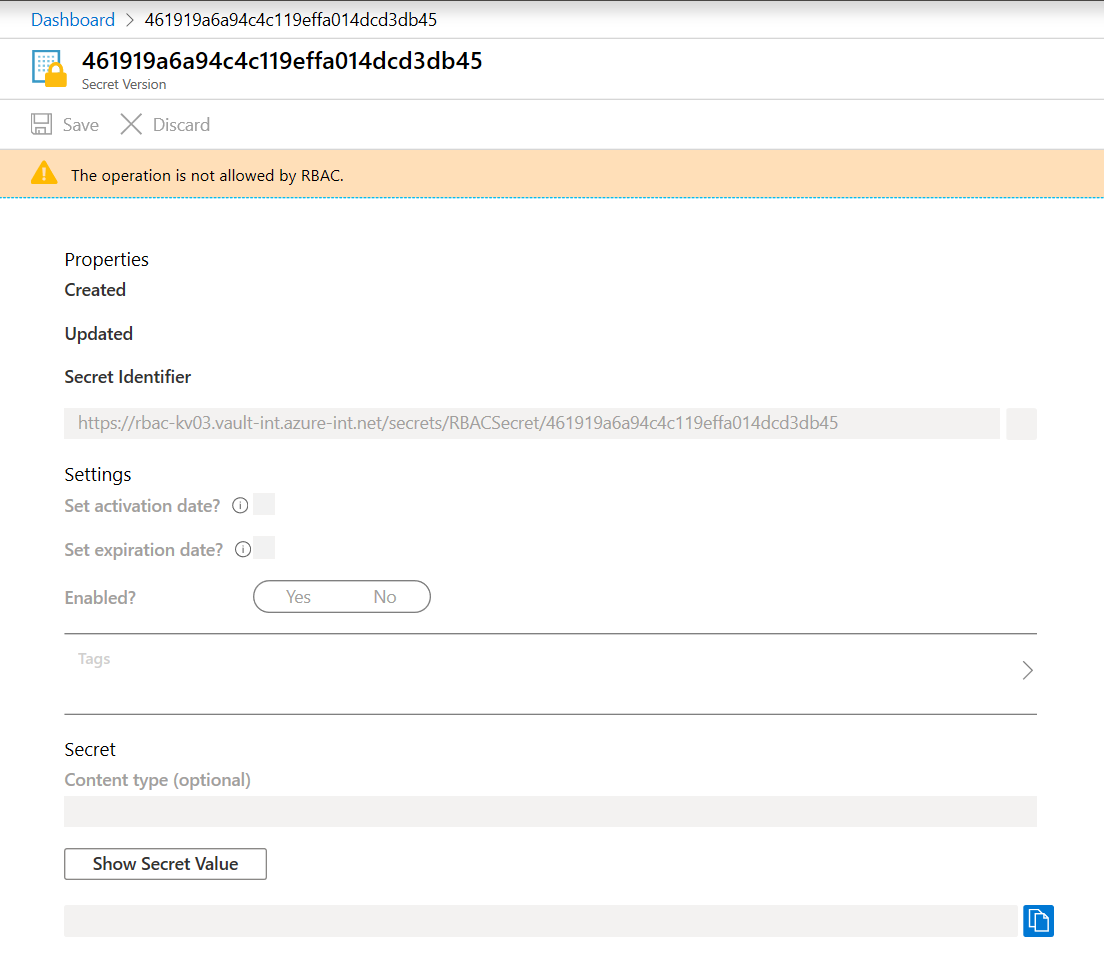 Dashboard > 461919a6a94c4c119effa014dcd3db45
461919a6a94c4c119effa014dcd3db45
Secret Version
Save Discard
The operation is not allowed by RBAC.
Properties
Created
Updated
Secret Identifier
https://rbac-kv03.vault-int.azure-int.net/secrets/RBACSecret/461919a6a94c4c119effa014dcd3db45
Settings
Set activation date?
Set expiration date?
Enabled? Yes No
Tags
Secret
Content type (optional)
Show Secret Value